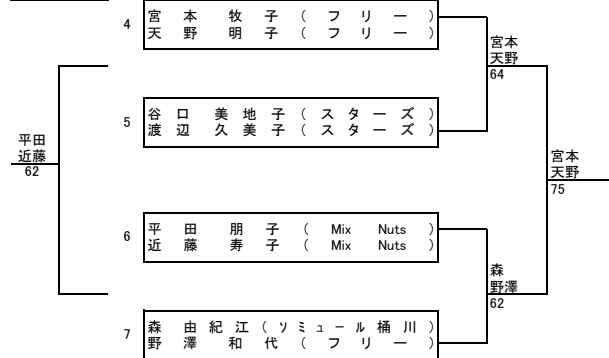 4
宮本 牧子 (フリー)
天野 明子 (フリー)
宮本
天野
64
5
谷口 美地子 (スターズ)
渡辺 久美子 (スターズ)
平田
近藤
62
宮本
天野
75
6
平田 朋子 (Mix Nuts)
近藤 寿子 (Mix Nuts)
森
野澤
62
7
森 由紀江 (ソミュール桶川)
野澤 和代 (フリー)